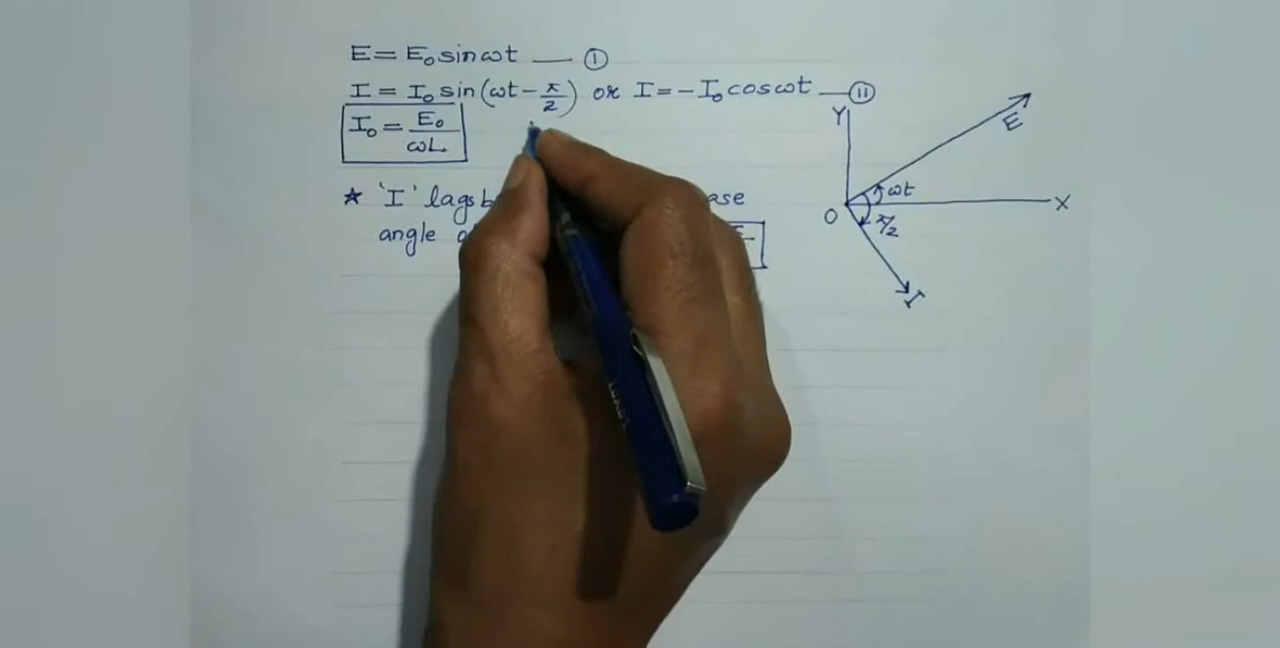 E = E₀ sin ωt — Ⓘ
I = I₀ sin (ωt - π/2) or I = - I₀ cos ωt — Ⅱ
I₀ = E₀/ωL
★ 'I' lags
angle
Y
E
ωt
O
X
π/2
I